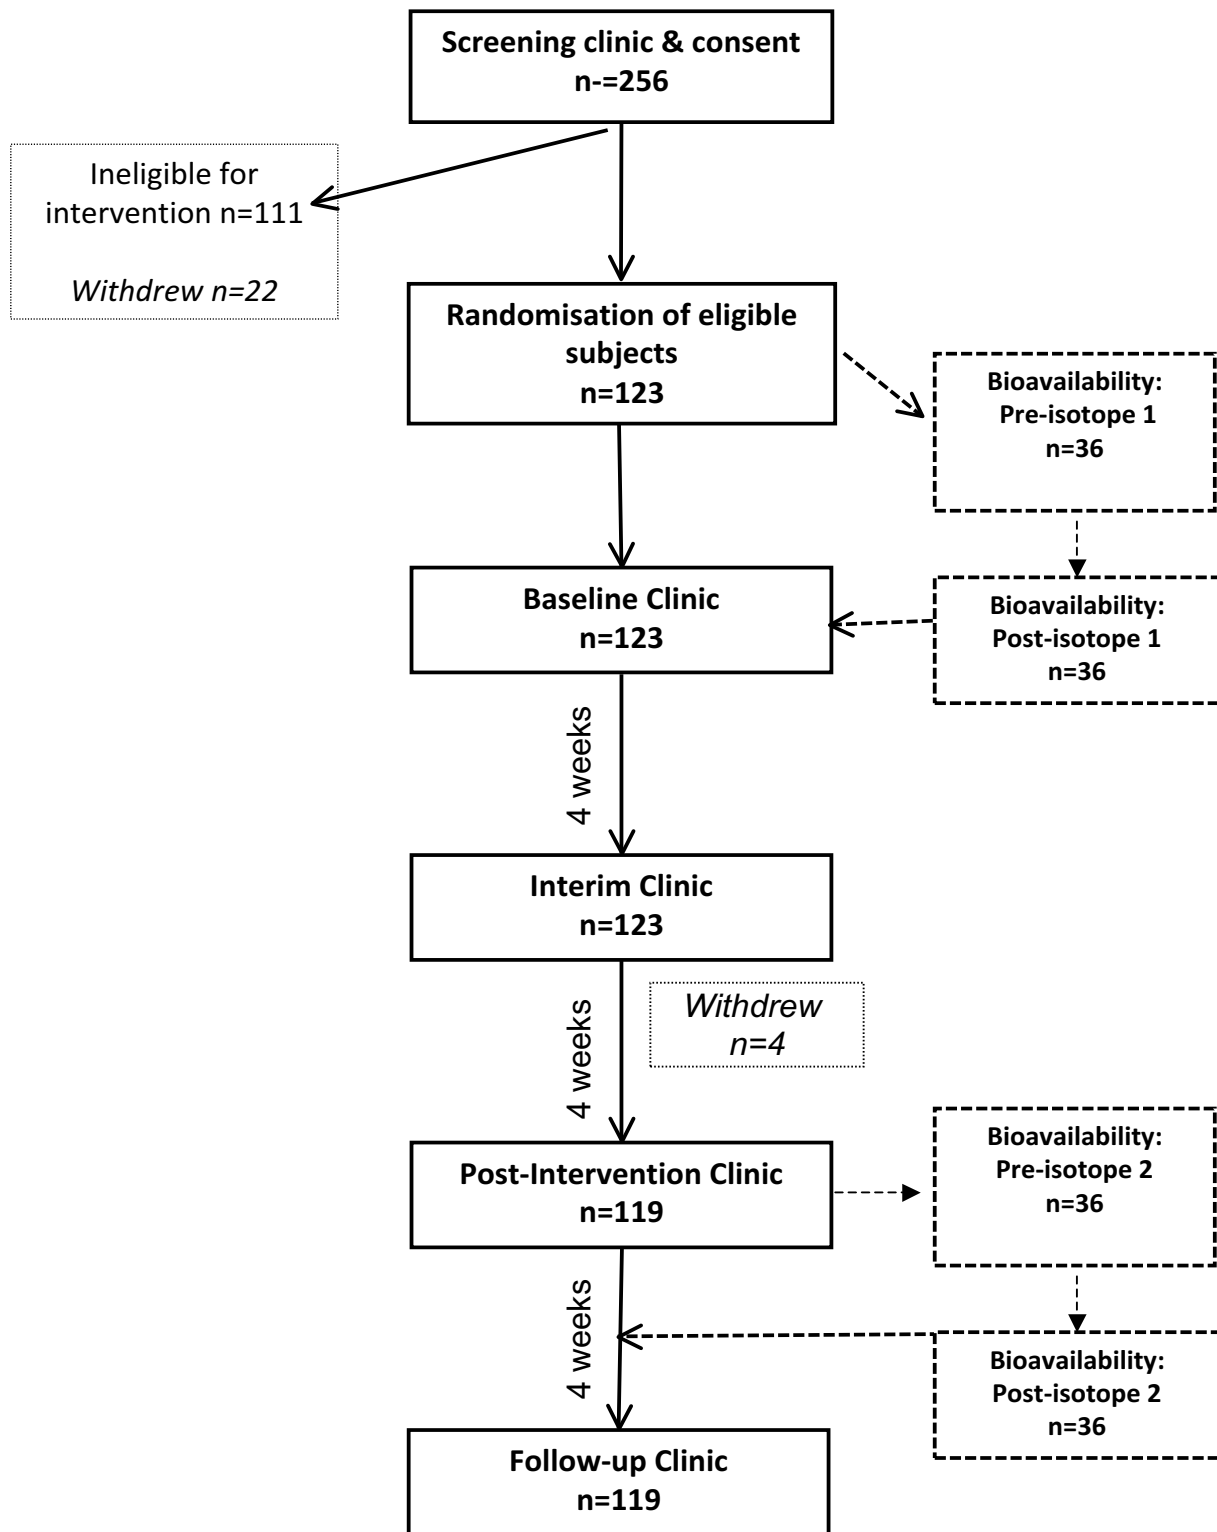 Screening clinic & consent
n-=256
Ineligible for
intervention n=111
Withdrew n=22
Randomisation of eligible
subjects
n=123
Bioavailability:
Pre-isotope 1
n=36
Baseline Clinic
n=123
Bioavailability:
Post-isotope 1
n=36
4 weeks
Interim Clinic
n=123
4 weeks
Withdrew
n=4
Post-Intervention Clinic
n=119
Bioavailability:
Pre-isotope 2
n=36
4 weeks
Bioavailability:
Post-isotope 2
n=36
Follow-up Clinic
n=119